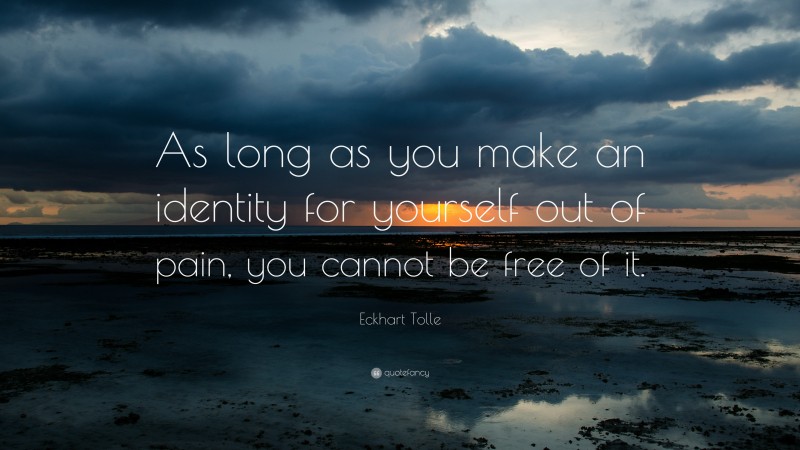 As long as you make an
identity for yourself out of
pain, you cannot be free of it.
Eckhart Tolle
quotefancy